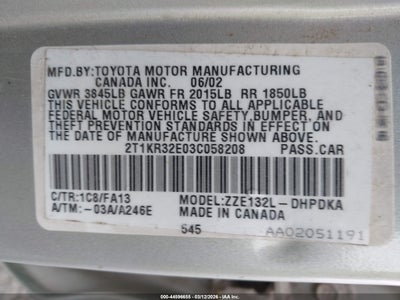 MFD.BY:TOYOTA MOTOR MANUFACTURING
CANADA INC. 06/02
GVWR 3845LB GAWR FR 2015LB RR 1850LB
THIS VEHICLE CONFORMS TO ALL APPLICABLE
FEDERAL MOTOR VEHICLE SAFETY,BUMPER, AND
THEFT PREVENTION STANDARDS IN EFFECT ON
THE DATE OF MANUFACTURE SHOWN ABOVE.
2T1KR32E03C058208 PASS.CAR
C/TR:1C8/FA13 MODEL:ZZE132L-DHPDKA
A/TM:-03A/A246E MADE IN CANADA
545 AA02051191
002 - 44596655 - 03/12/2026 - IAA Inc.